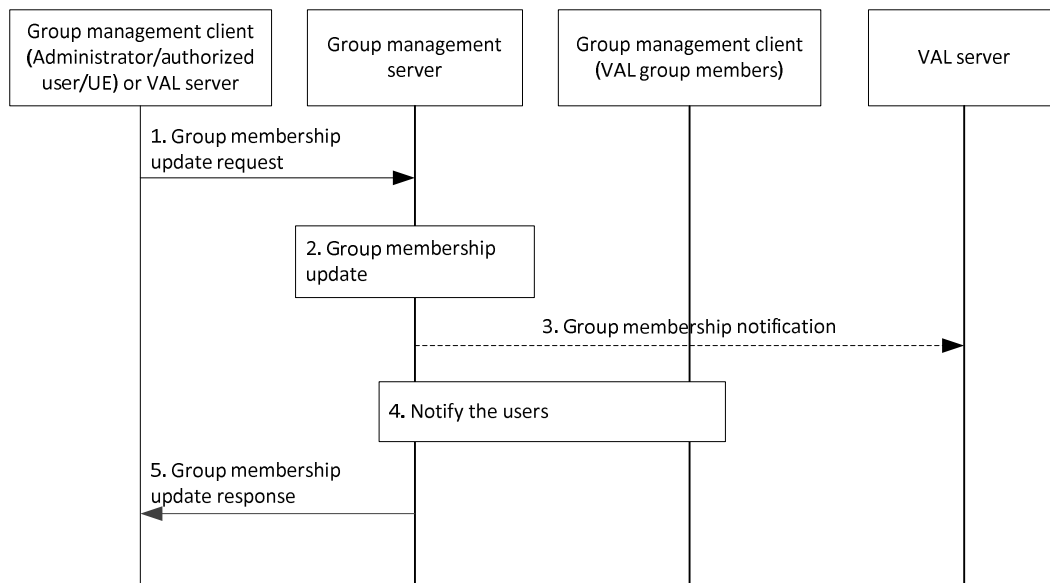 Group management client
(Administrator/authorized
user/UE) or VAL server
Group management
server
Group management client
(VAL group members)
VAL server
1. Group membership
update request
2. Group membership
update
3. Group membership notification
4. Notify the users
5. Group membership
update response